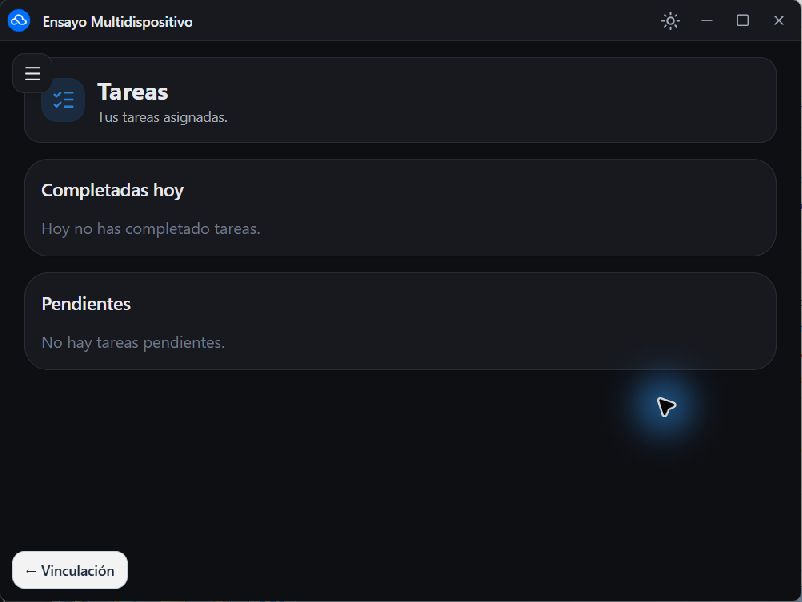 Ensayo Multidispositivo
Tareas
Tus tareas asignadas.
Completadas hoy
Hoy no has completado tareas.
Pendientes
No hay tareas pendientes.
← Vinculación